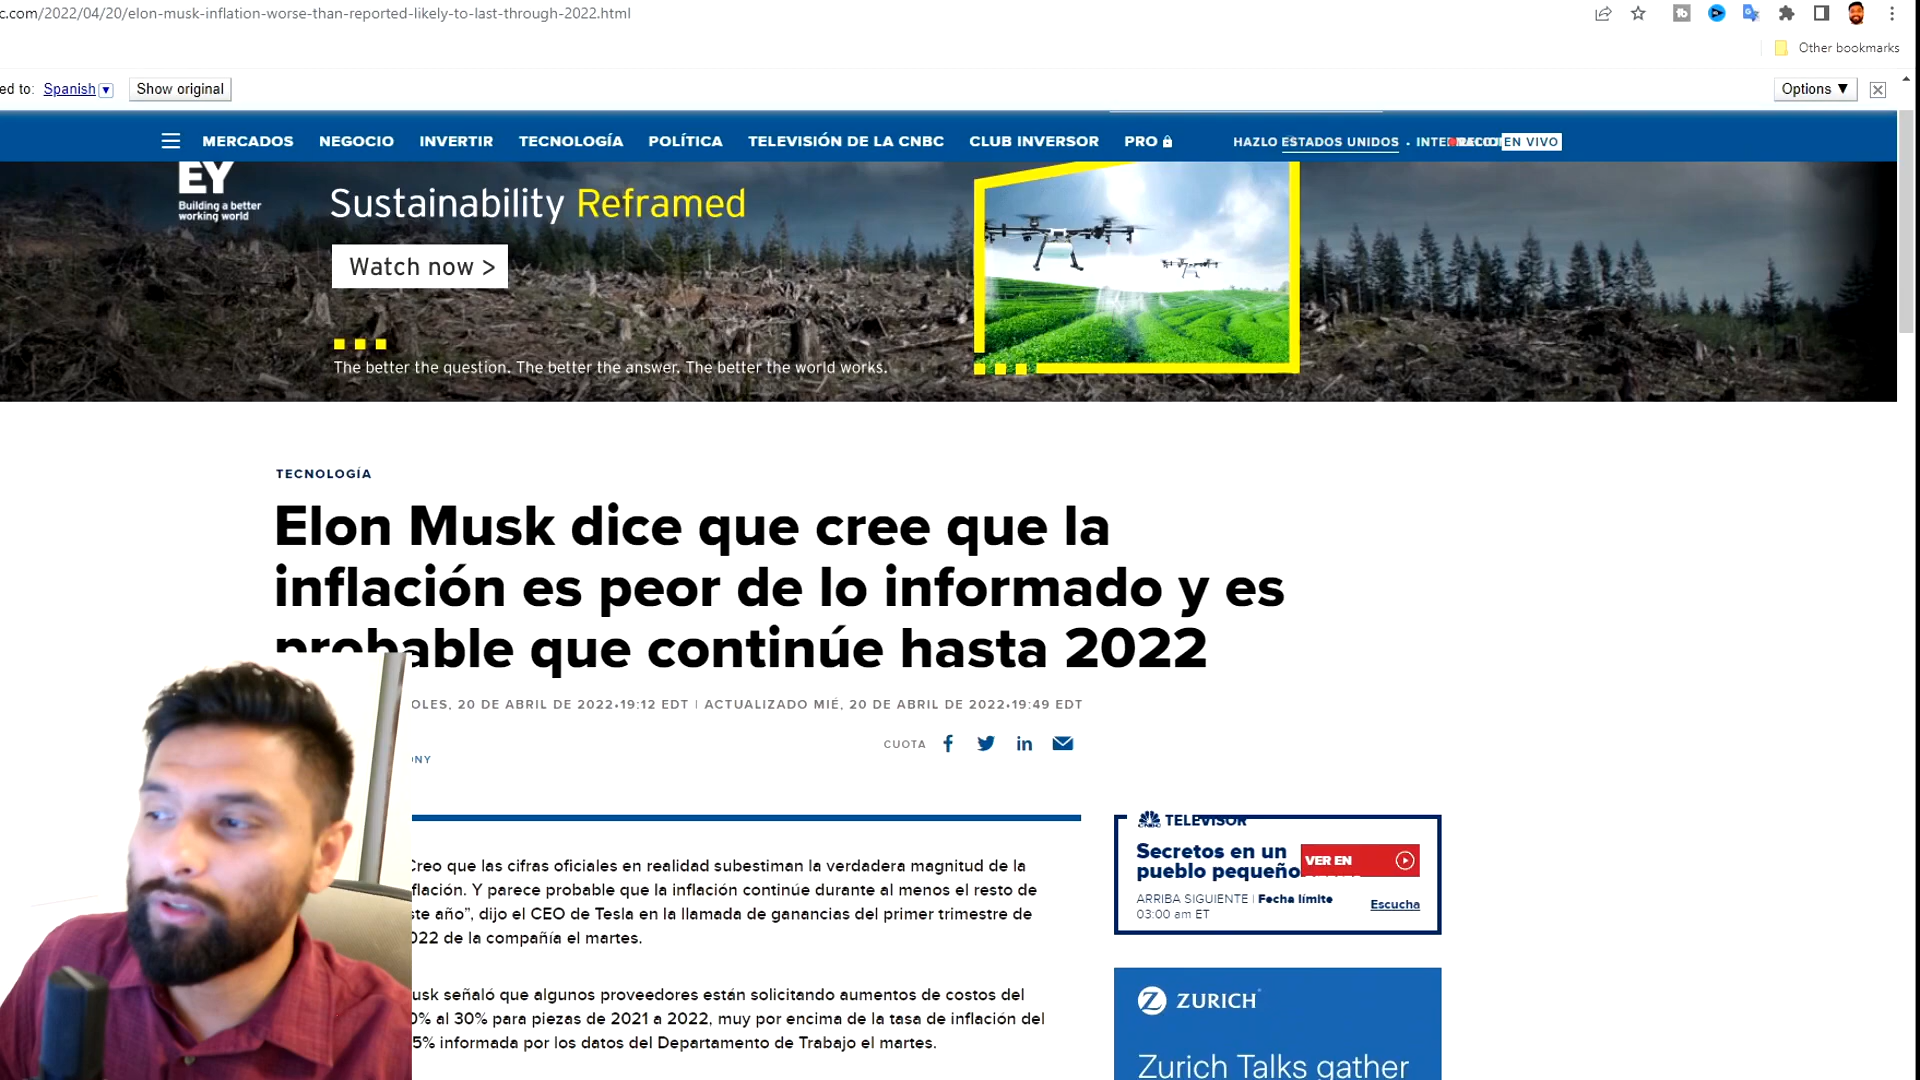 c.com/2022/04/20/elon-musk-inflation-worse-than-reported-likely-to-last-through-2022.html
Other bookmarks
ed to: Spanish ▼ Show original
Options ▼
MERCADOS NEGOCIO INVERTIR TECNOLOGÍA POLÍTICA TELEVISIÓN DE LA CNBC CLUB INVERSOR PRO
HAZLO ESTADOS UNIDOS • EN VIVO
EY
Building a better
working world
Sustainability Reframed
Watch now >
The better the question. The better the answer. The better the world works.
TECNOLOGÍA
Elon Musk dice que cree que la
inflación es peor de lo informado y es
probable que continúe hasta 2022
OLES, 20 DE ABRIL DE 2022•19:12 EDT | ACTUALIZADO MIÉ, 20 DE ABRIL DE 2022•19:49 EDT
CUOTA
ONY
Creo que las cifras oficiales en realidad subestiman la verdadera magnitud de la
flación. Y parece probable que la inflación continúe durante al menos el resto de
ste año”, dijo el CEO de Tesla en la llamada de ganancias del primer trimestre de
022 de la compañía el martes.
usk señaló que algunos proveedores están solicitando aumentos de costos del
0% al 30% para piezas de 2021 a 2022, muy por encima de la tasa de inflación del
5% informada por los datos del Departamento de Trabajo el martes.
CNBC TELEVISOR
Secretos en un
pueblo pequeño
VER EN
ARRIBA SIGUIENTE | Fecha límite
03:00 am ET
Escucha
ZURICH
Zurich Talks gather